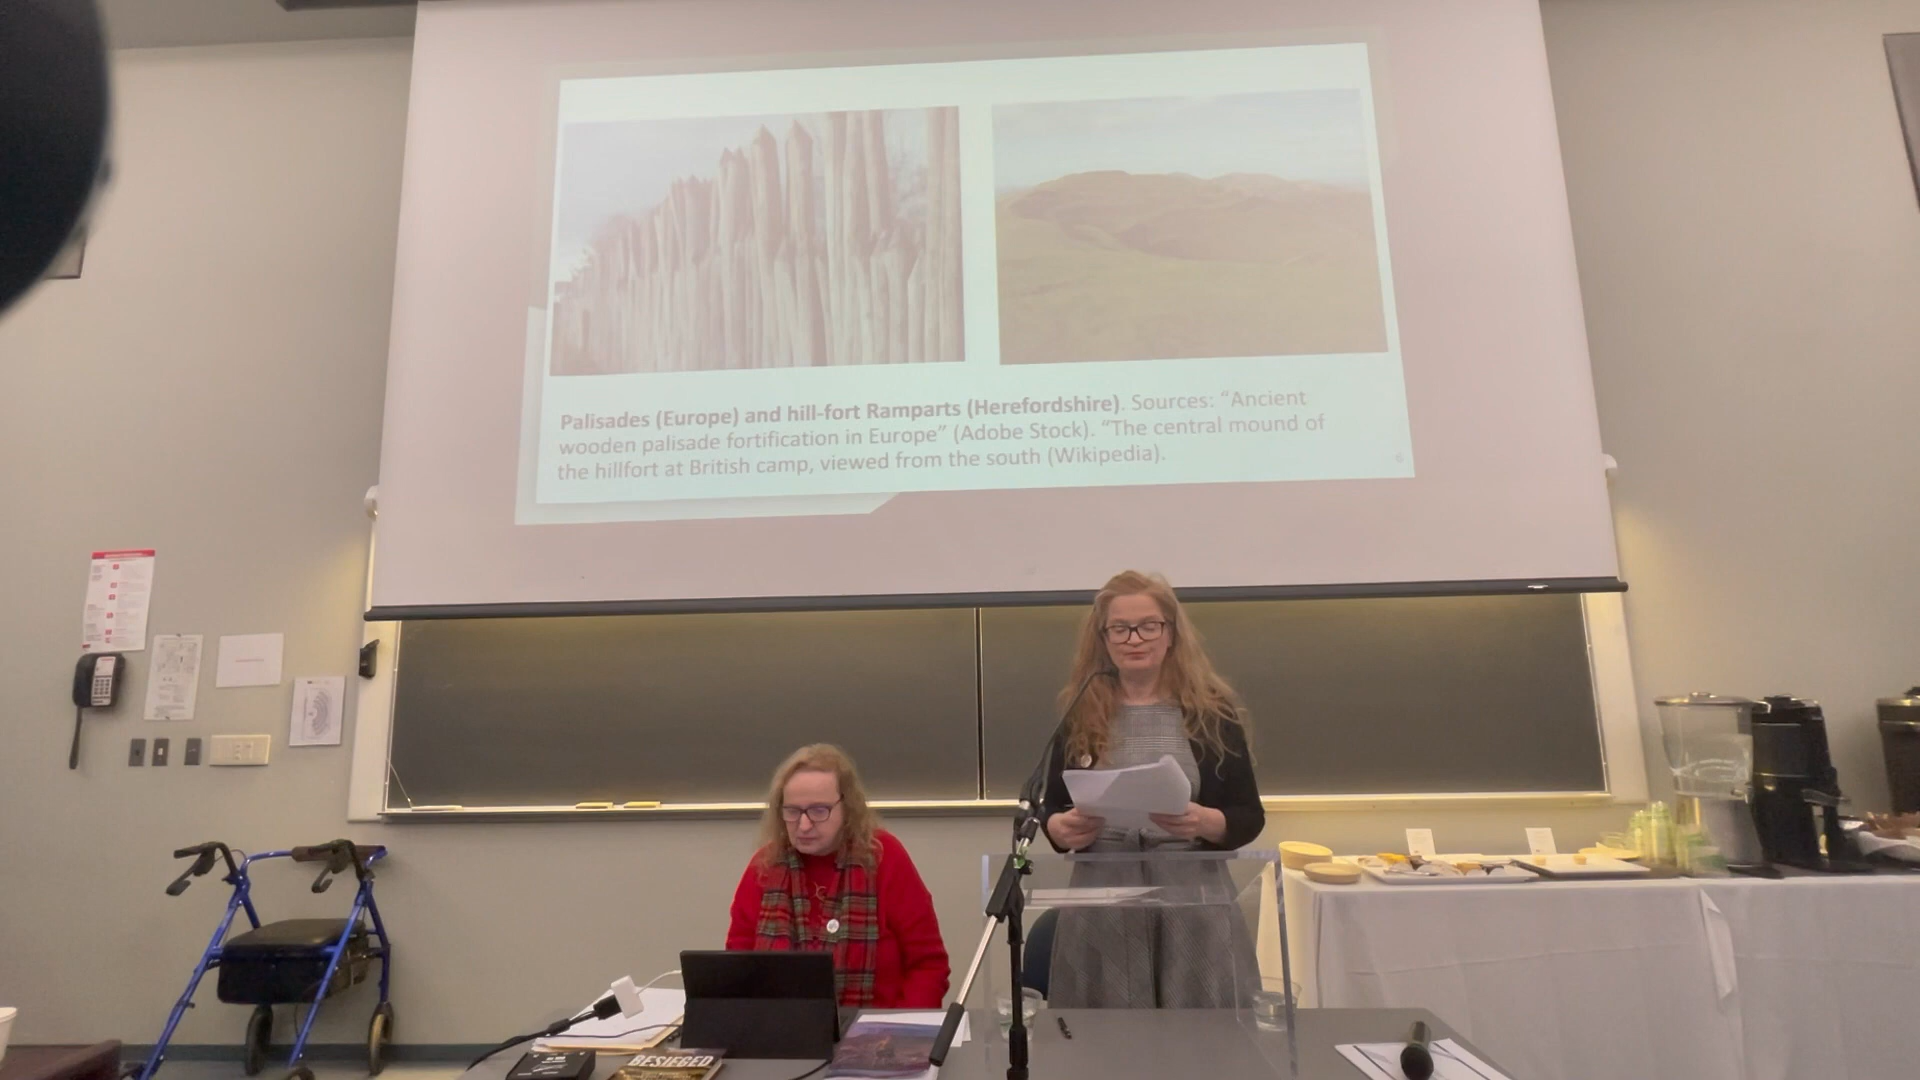 Palisades (Europe) and hill-fort Ramparts (Herefordshire). Sources: “Ancient
wooden palisade fortification in Europe” (Adobe Stock). “The central mound of
the hillfort at British camp, viewed from the south (Wikipedia).
6
BESIEGED